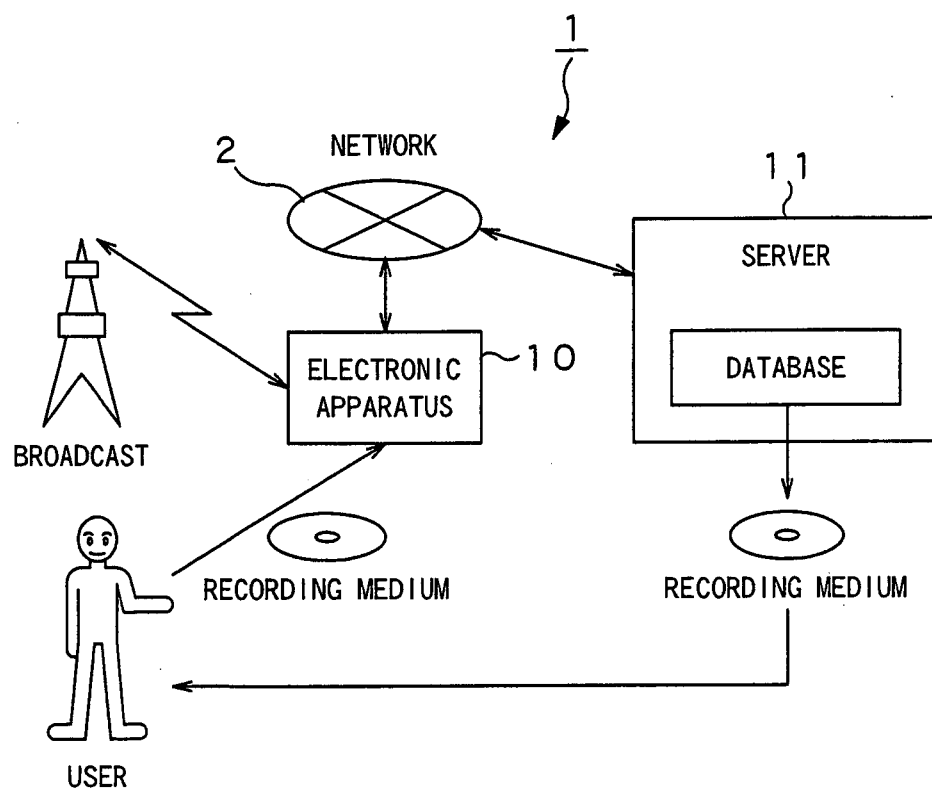 1
NETWORK
2
11
SERVER
DATABASE
ELECTRONIC
APPARATUS
10
BROADCAST
RECORDING MEDIUM
RECORDING MEDIUM
USER